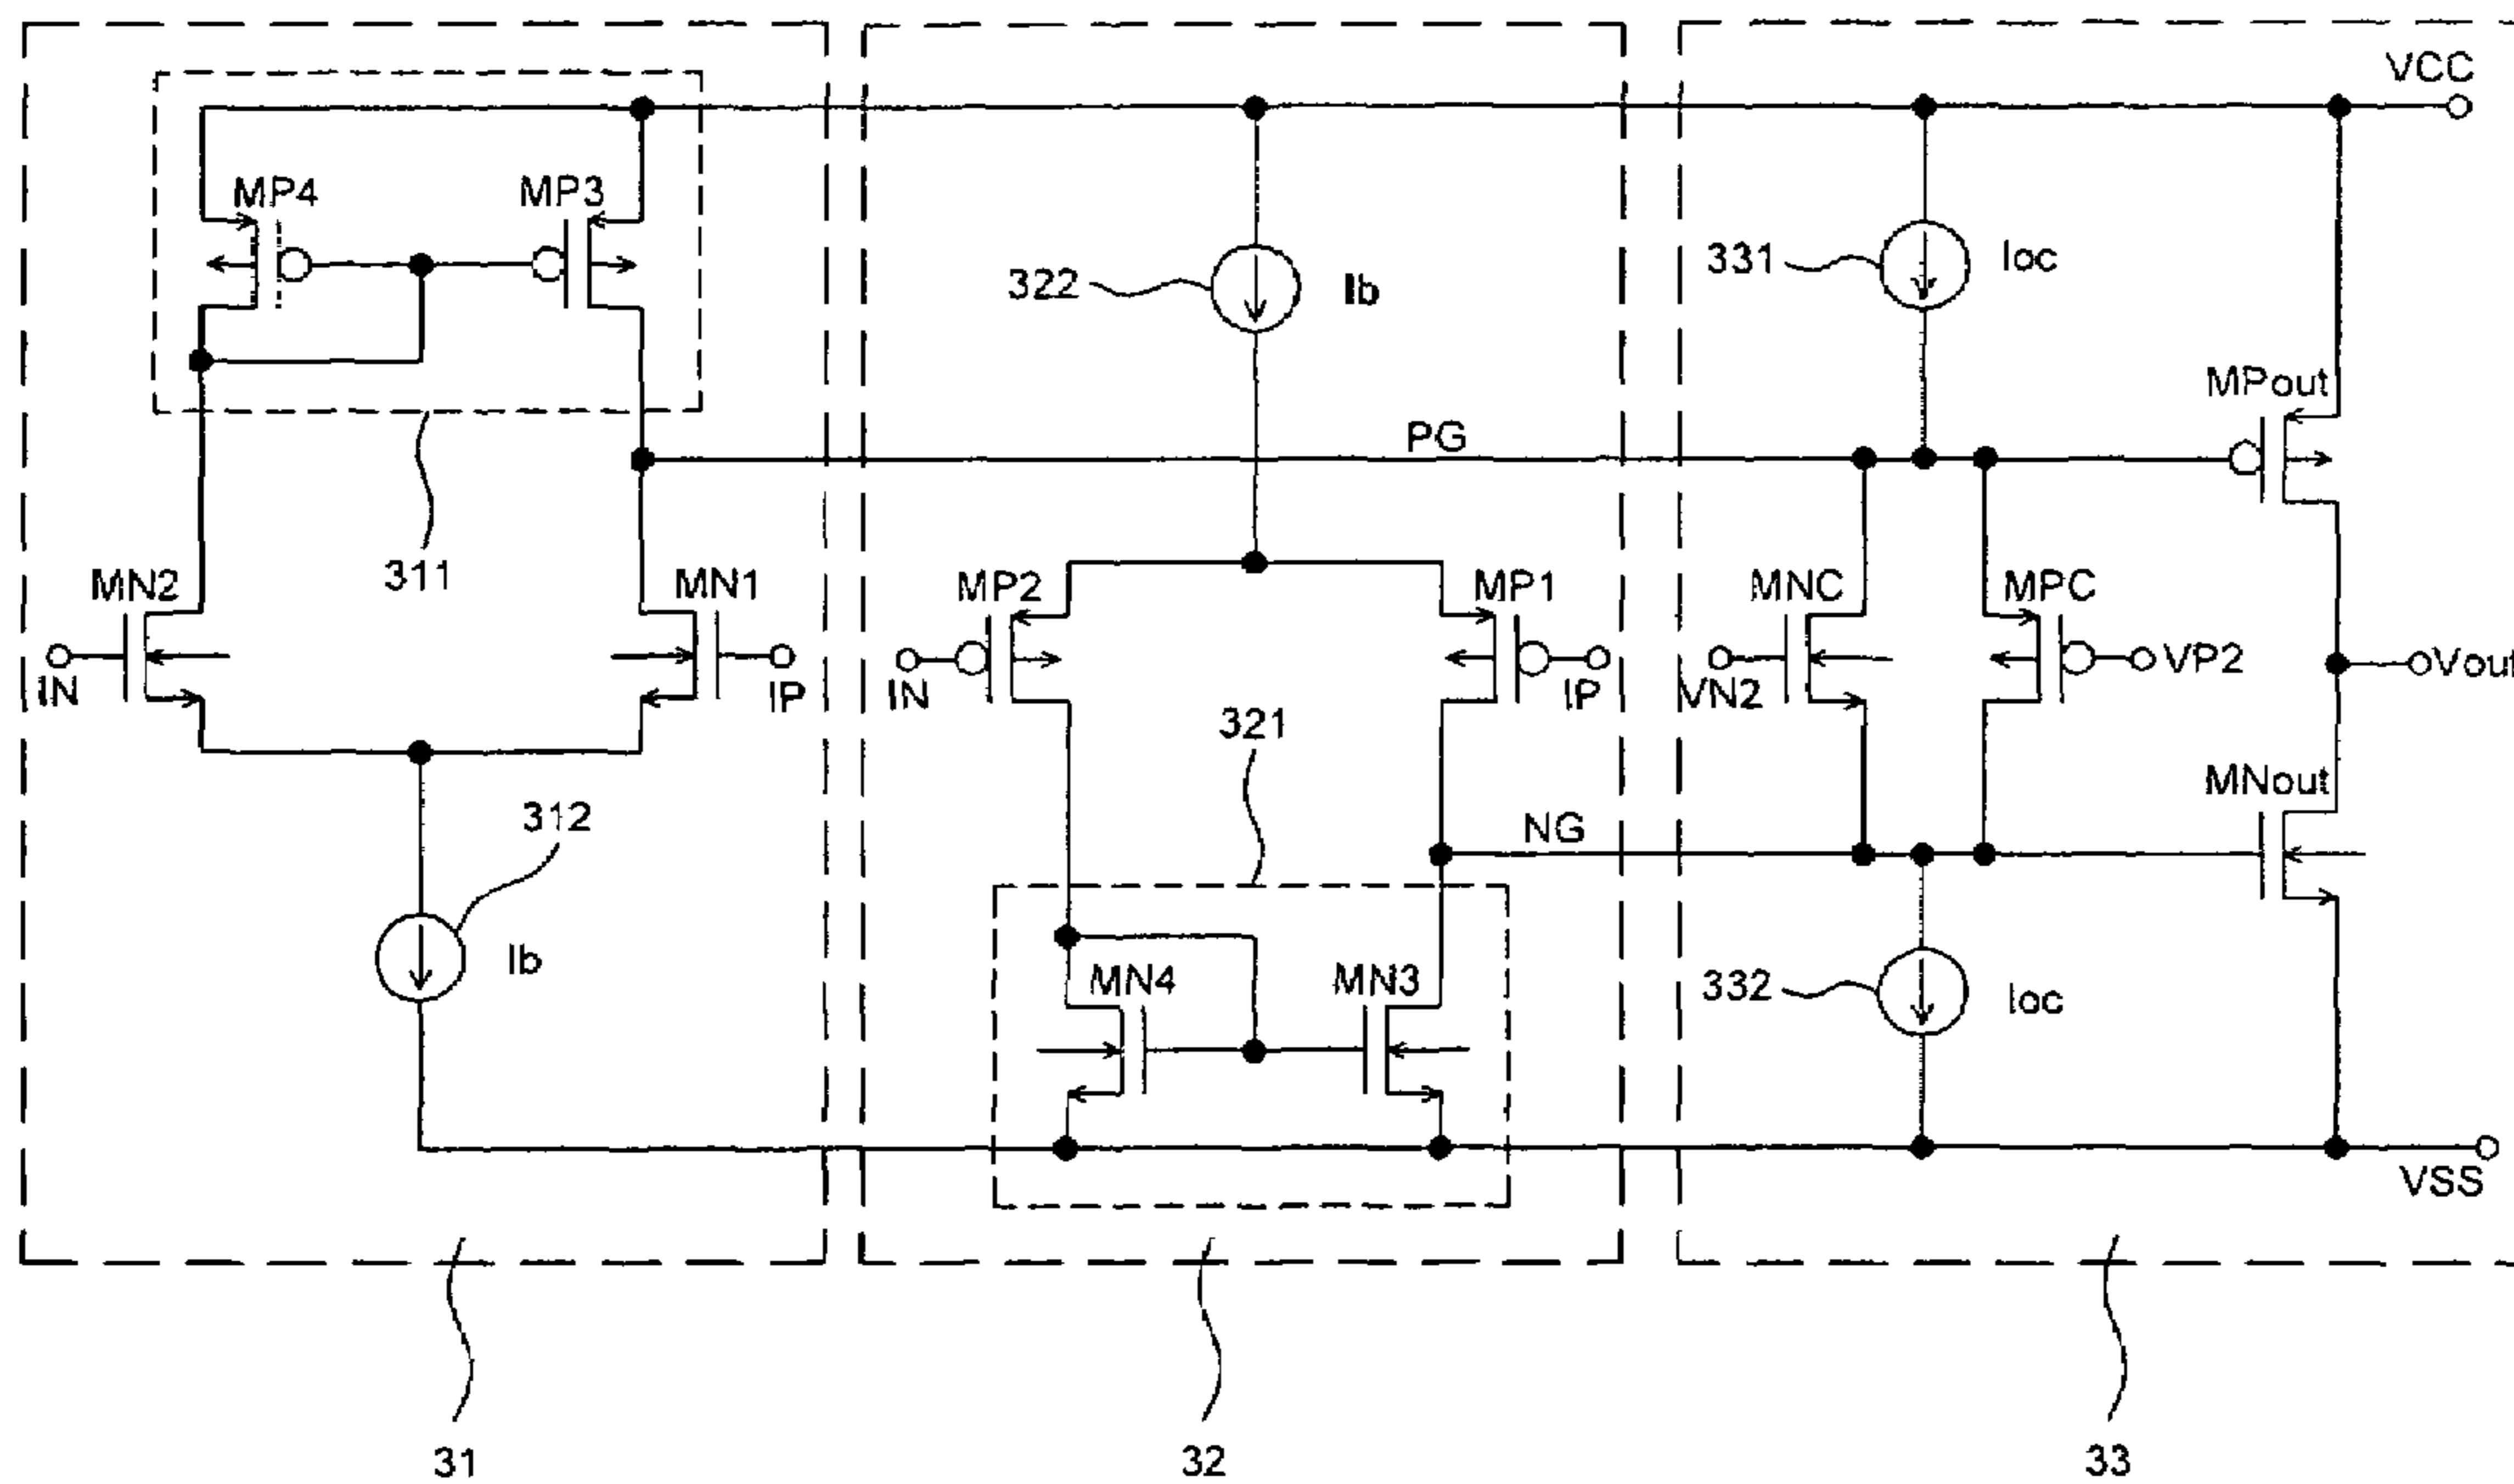 VCC
MP4
MP3
322
Ib
331
Ioc
MPout
PG
311
MN2
MN1
MP2
MP1
MNC
MPC
IN
IP
IN
IP
VN2
VP2
Vout
321
312
MNout
NG
Ib
MN4
MN3
332
Ioc
VSS
31
32
33